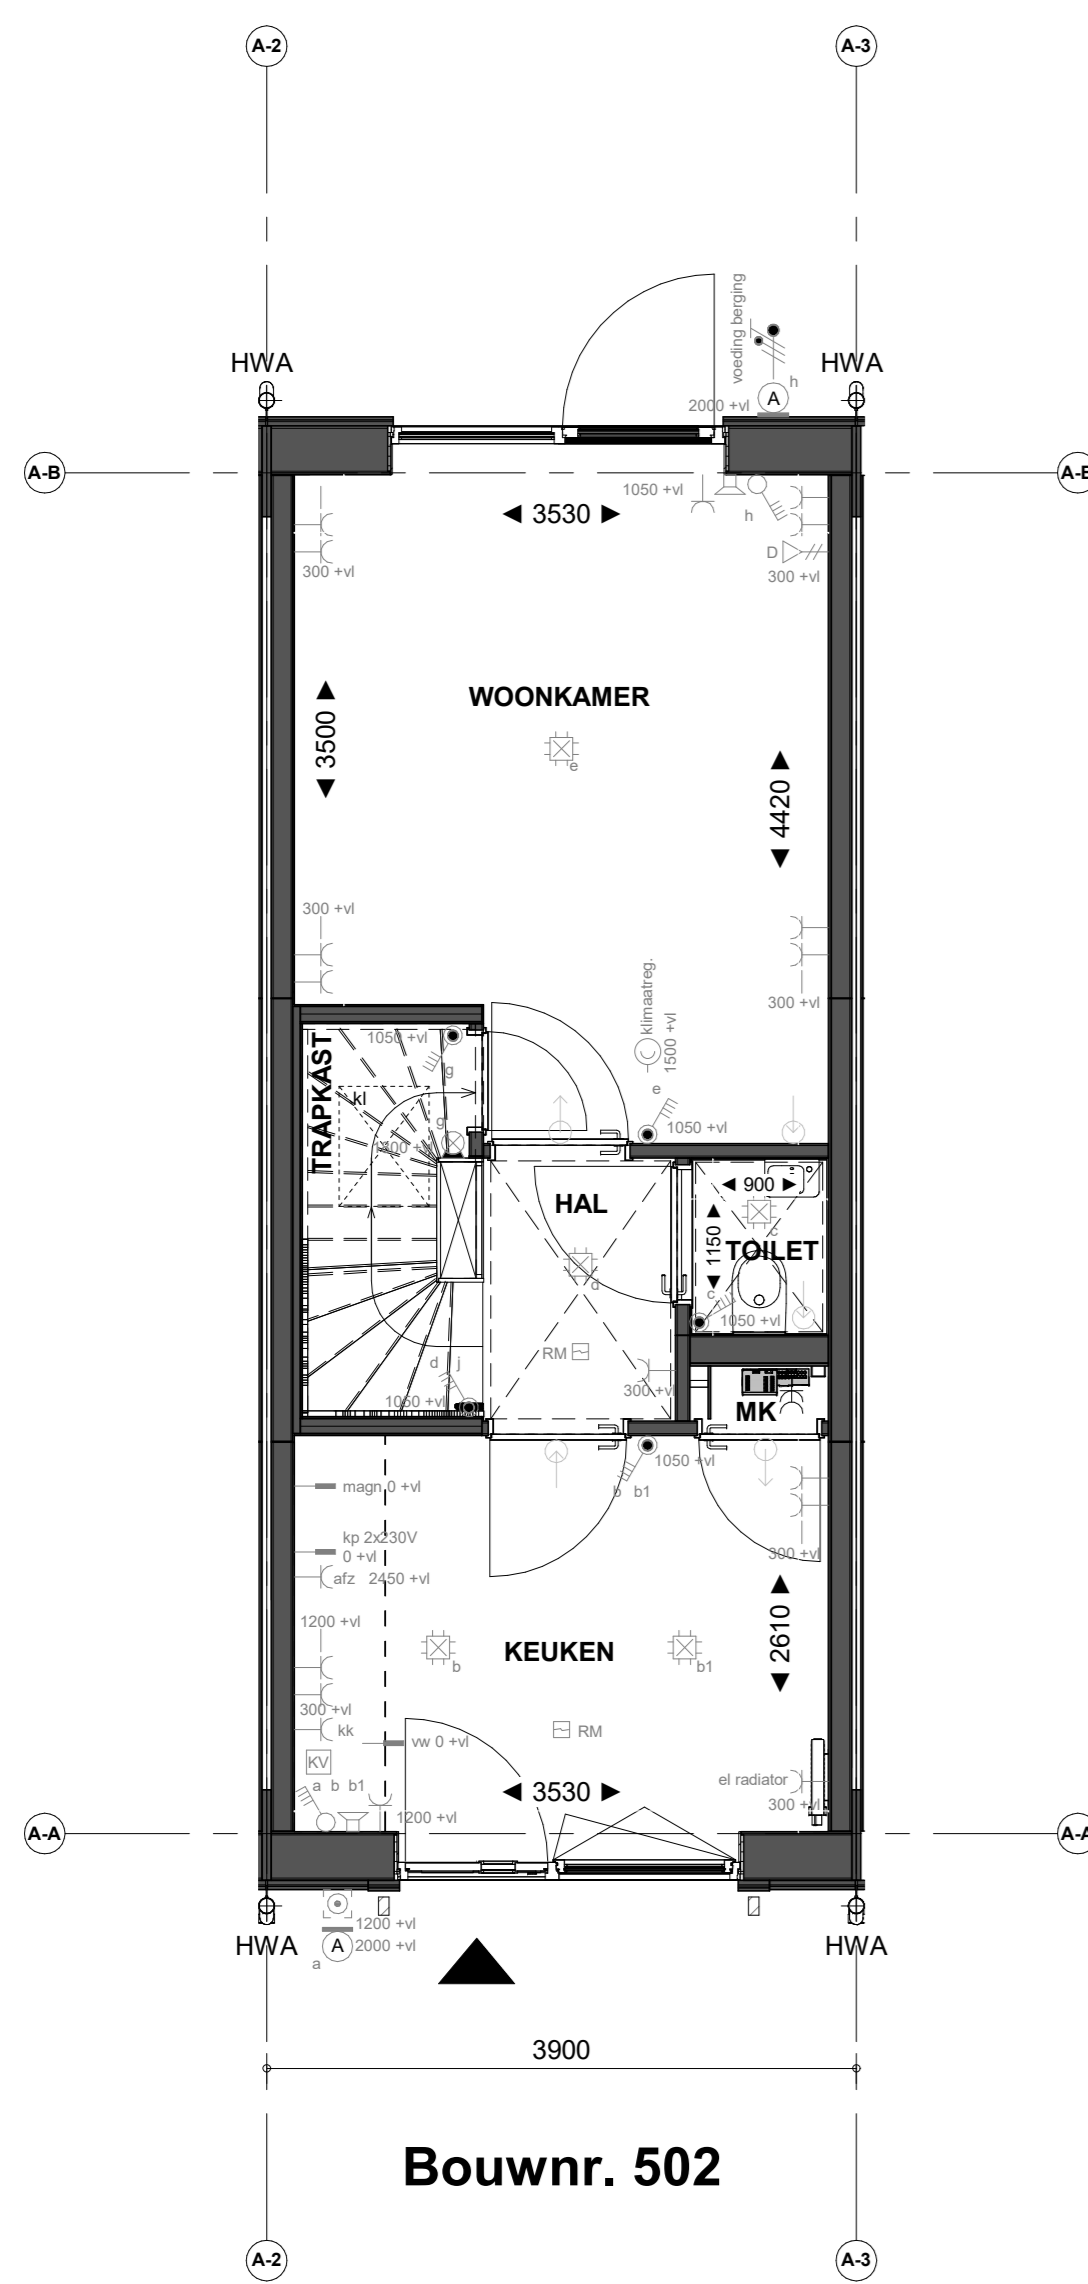 A-2
A-3
voeding berging
HWA
HWA
h
A
2000 +vl
A-B
1050 +vl
3530
h
D
300 +vl
300 +vl
WOONKAMER
3500
e
4420
300 +vl
klimaatreg.
1500 +vl
300 +vl
C
TRAPKAST
1050 +vl
g
kl
e
1050 +vl
g
HAL
900
c
1150
TOILET
d
c
1050 +vl
RM
d j
300 +vl
1050 +vl
MK
1050 +vl
b b1
magn 0 +vl
kp 2x230V
0 +vl
300 +vl
afz 2450 +vl
1200 +vl
2610
KEUKEN
b
b1
300 +vl
kk
RM
vw 0 +vl
KV
a b b1
el radiator
3530
300 +vl
1200 +vl
A-A
A-A
1200 +vl
HWA
A
2000 +vl
HWA
a
3900
Bouwnr. 502
A-2
A-3